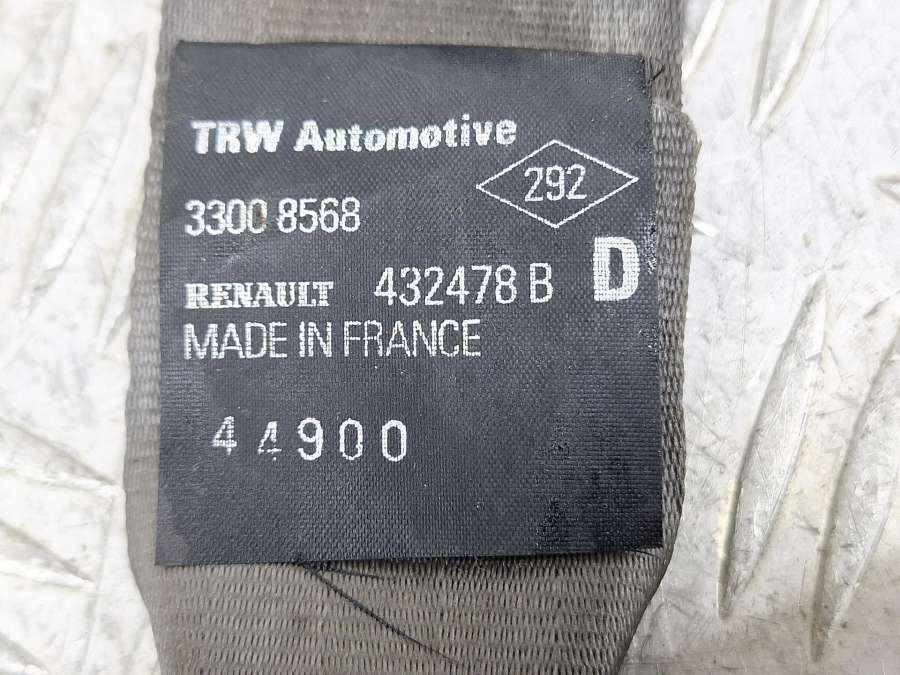 TRW Automotive
292
3300 8568
D
RENAULT 432478 B
MADE IN FRANCE
44900